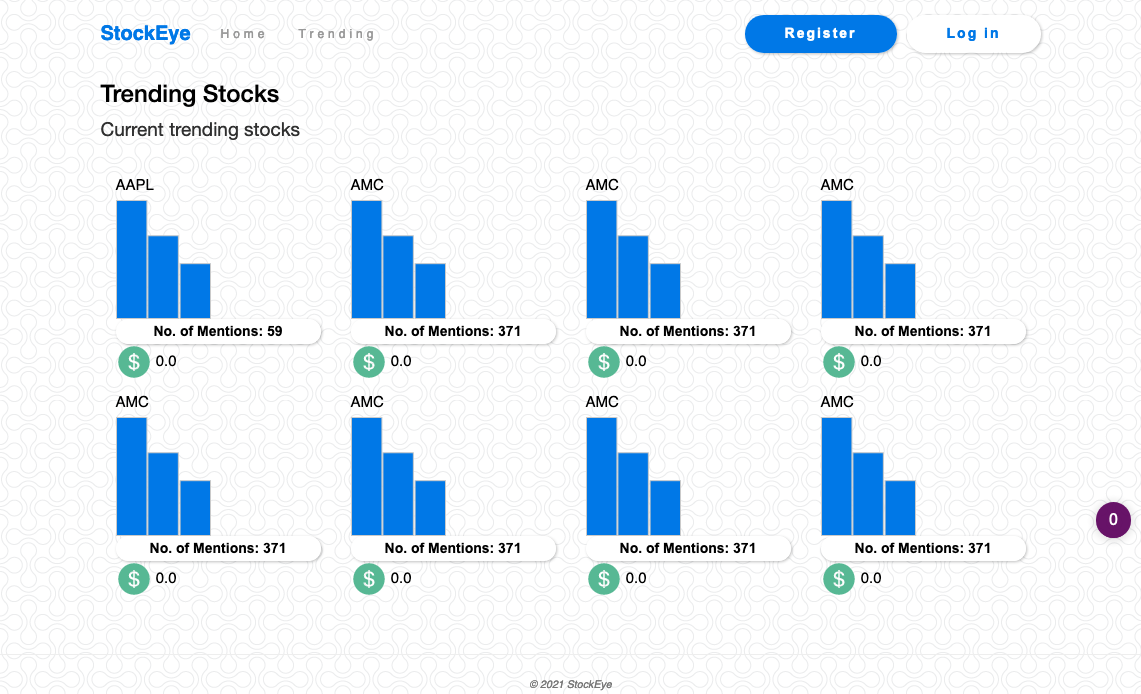 StockEye Home Trending Register Log in
Trending Stocks
Current trending stocks
AAPL AMC AMC AMC
No. of Mentions: 59 No. of Mentions: 371 No. of Mentions: 371 No. of Mentions: 371
$ 0.0 $ 0.0 $ 0.0 $ 0.0
AMC AMC AMC AMC
0
No. of Mentions: 371 No. of Mentions: 371 No. of Mentions: 371 No. of Mentions: 371
$ 0.0 $ 0.0 $ 0.0 $ 0.0
© 2021 StockEye